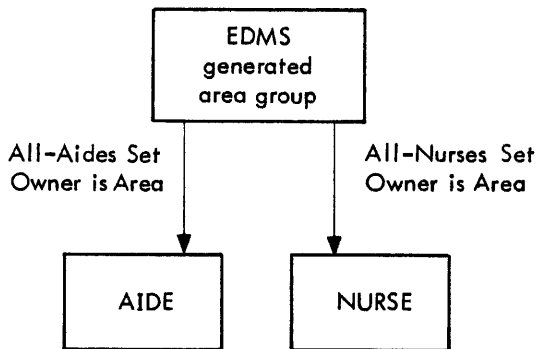 EDMS
generated
area group
All-Aides Set
Owner is Area
All-Nurses Set
Owner is Area
AIDE
NURSE